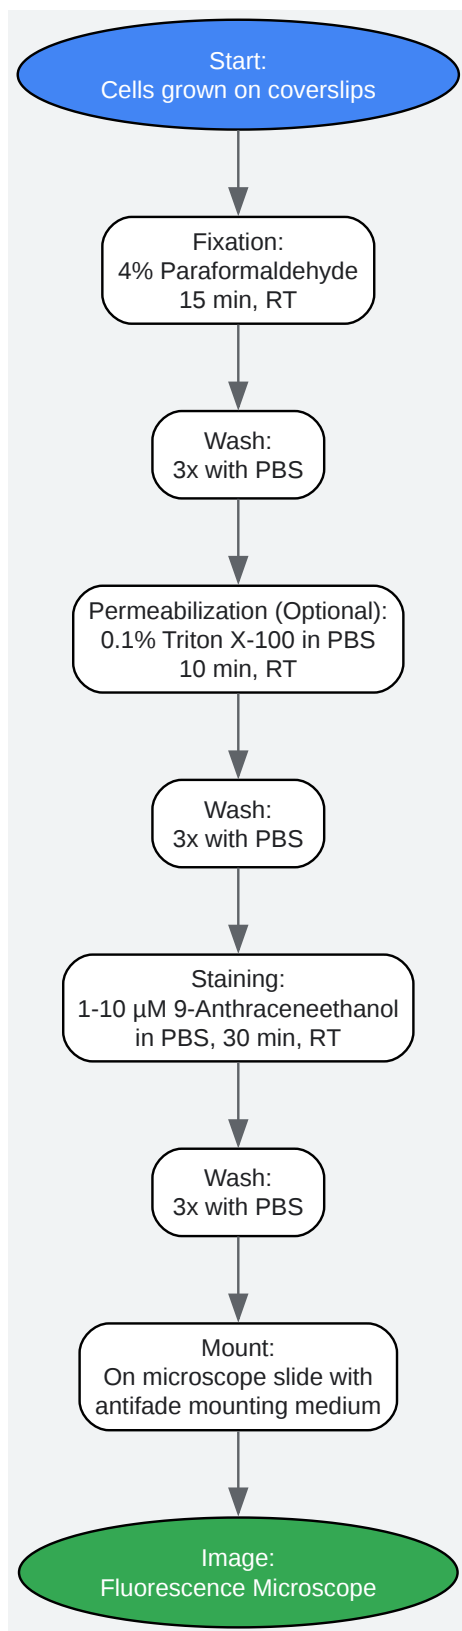 Start:
Cells grown on coverslips
Fixation:
4% Paraformaldehyde
15 min, RT
Wash:
3x with PBS
Permeabilization (Optional):
0.1% Triton X-100 in PBS
10 min, RT
Wash:
3x with PBS
Staining:
1-10 µM 9-Anthraceneethanol
in PBS, 30 min, RT
Wash:
3x with PBS
Mount:
On microscope slide with
antifade mounting medium
Image:
Fluorescence Microscope